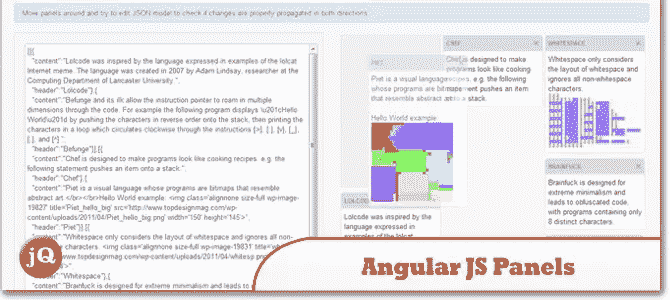 Move panels around and try to edit JSON model to check if changes are properly propagated in both directions
[[{
"content":"Lolcode was inspired by the language expressed in examples of the lolcat
Internet meme. The language was created in 2007 by Adam Lindsay, researcher at the
Computing Department of Lancaster University.",
"header":"Lolcode"},{
"content":"Befunge and its ilk allow the instruction pointer to roam in multiple
dimensions through the code. For example the following program displays \u201cHello
World\u201d by pushing the characters in reverse order onto the stack, then printing the
characters in a loop which circulates clockwise through the instructions [>], [:], [v], [_],
[,], and [^].",
"header":"Befunge"}],[{
"content":"Chef is designed to make programs look like cooking recipes. e.g. the
following statement pushes an item onto a stack.",
"header":"Chef"},{
"content":"Piet is a visual language whose programs are bitmaps that resemble
abstract art.</br></br>Hello World example: <img class='alignnone size-full wp-image-
19827' title='Piet_hello_big' src='http://www.topdesignmag.com/wp-
content/uploads/2011/04/Piet_hello_big.png' width='150' height='145'>",
"header":"Piet"}],[{
"content":"Whitespace only considers the layout of whitespace and ignores all non-
characters. <img class='alignnone size-full wp-image-19831'
"header":"Whitespace"},{
"content":"Brainfuck is designed for extreme minimalism and leads to
PIET
Piet is a visual language
whose programs are bitmaps
that resemble abstract art.
Hello World example:
LOLCODE
Lolcode was inspired by the
language expressed in
examples of the lolcat
CHEF
Chef is designed to make
programs look like cooking
recipes. e.g. the following
statement pushes an item
onto a stack.
WHITESPACE
Whitespace only considers
the layout of whitespace and
ignores all non-whitespace
characters.
BRAINFUCK
Brainfuck is designed for
extreme minimalism and
leads to obfuscated code,
with programs containing only
8 distinct characters.
jQ
Angular JS Panels